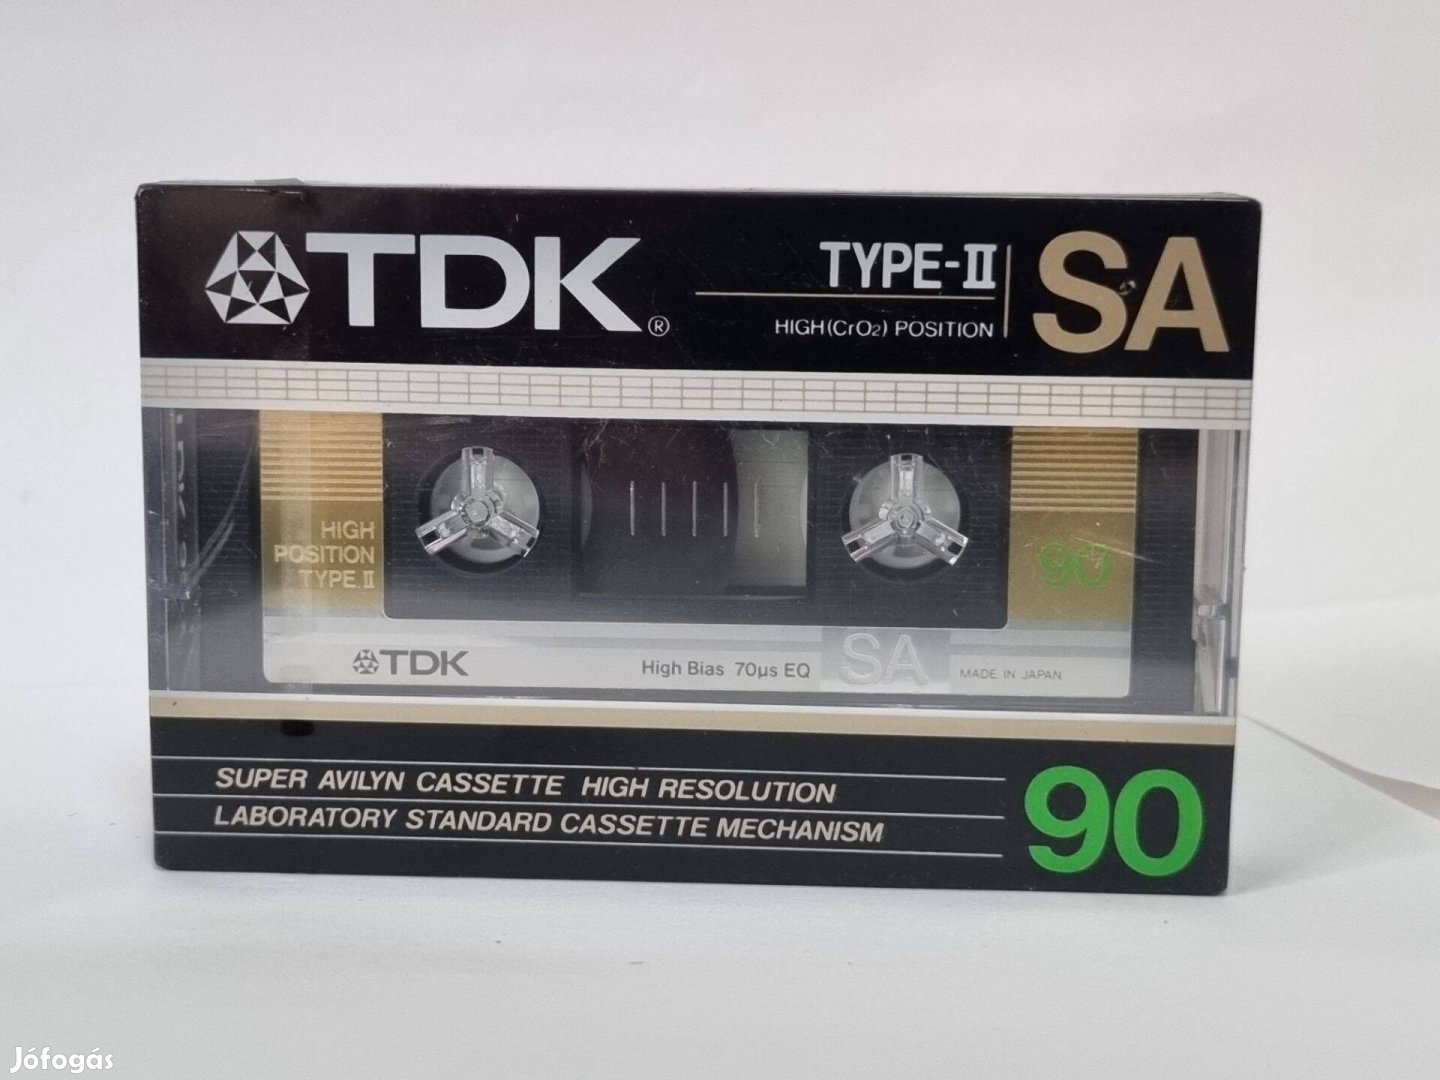 TDK®
TYPE-II
HIGH(CrO2) POSITION
SA
HIGH
POSITION
TYPE.II
90
TDK
High Bias 70μs EQ
SA
MADE IN JAPAN
SUPER AVILYN CASSETTE HIGH RESOLUTION
LABORATORY STANDARD CASSETTE MECHANISM
90
Jófogás